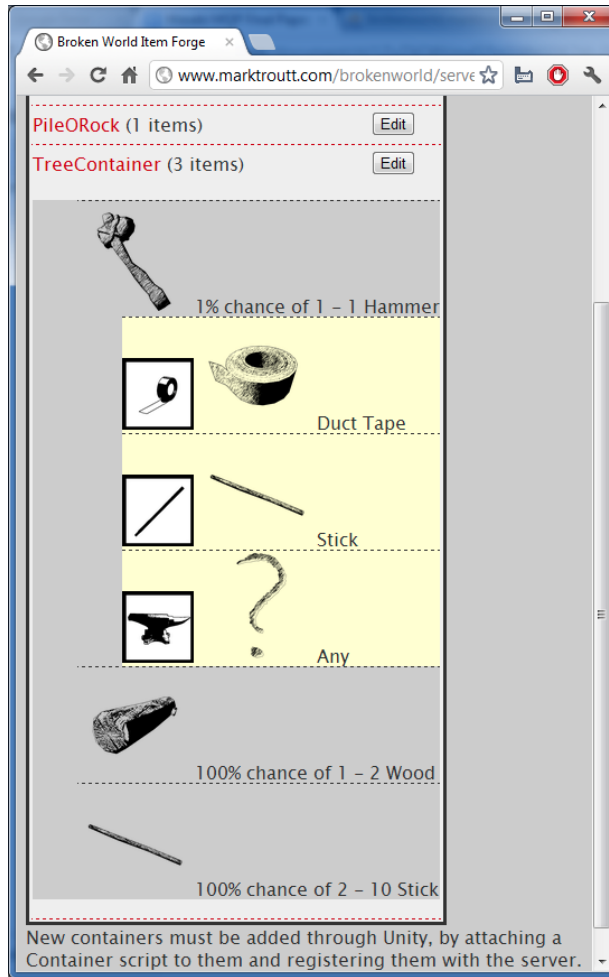 Broken World Item Forge
www.marktroutt.com/brokenworld/serve
PileORock (1 items) Edit
TreeContainer (3 items) Edit
1% chance of 1 – 1 Hammer
Duct Tape
Stick
Any
100% chance of 1 – 2 Wood
100% chance of 2 – 10 Stick
New containers must be added through Unity, by attaching a
Container script to them and registering them with the server.